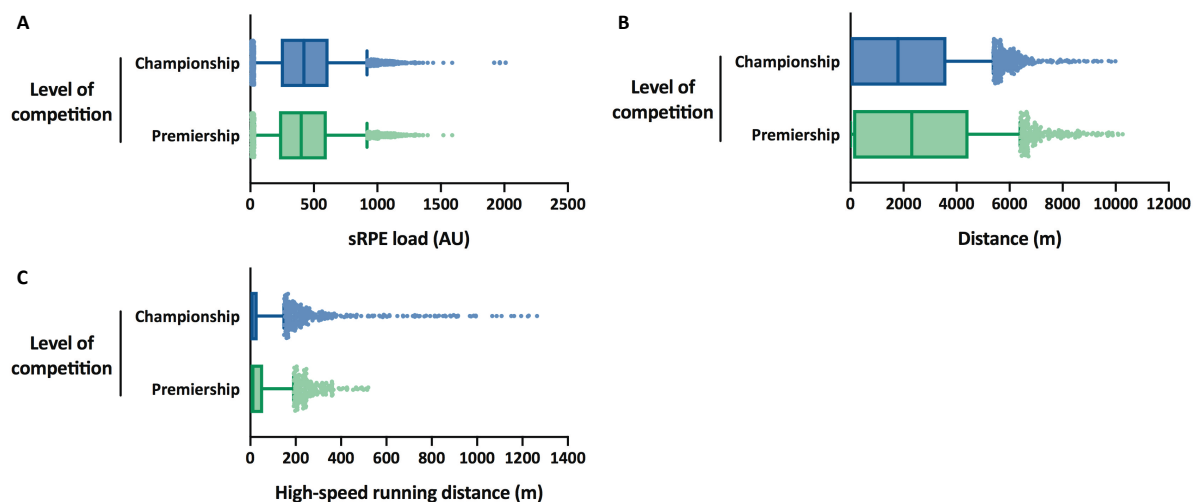 A
Level of
competition
Championship
Premiership
0 500 1000 1500 2000 2500
sRPE load (AU)
B
Level of
competition
Championship
Premiership
0 2000 4000 6000 8000 10000 12000
Distance (m)
C
Level of
competition
Championship
Premiership
0 200 400 600 800 1000 1200 1400
High-speed running distance (m)